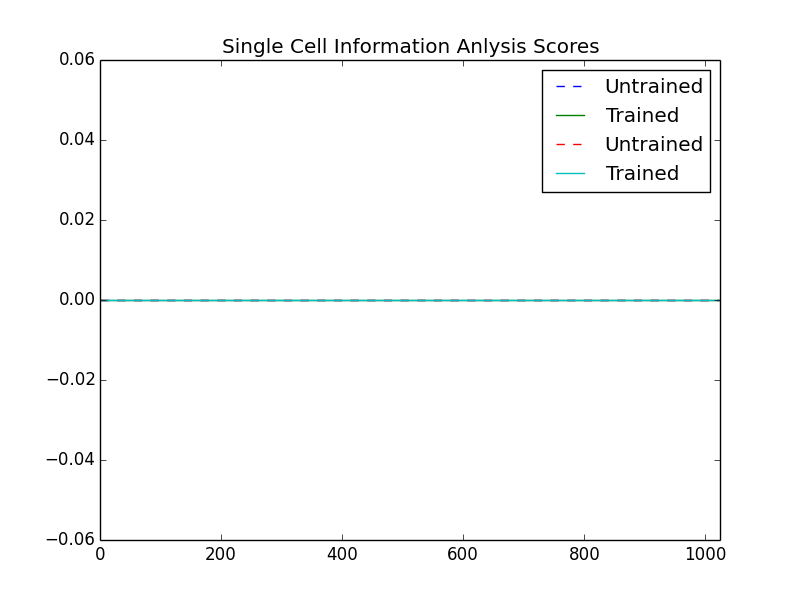 Single Cell Information Anlysis Scores
Untrained
Trained
Untrained
Trained
0.06
0.04
0.02
0.00
−0.02
−0.04
−0.06
0 200 400 600 800 1000